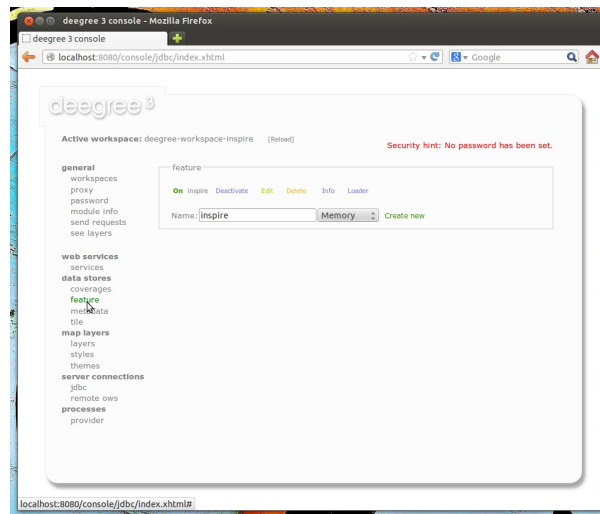 deegree 3 console - Mozilla Firefox
deegree 3 console
localhost:8080/console/jdbc/index.xhtml
Google
deegree 3
Active workspace: deegree-workspace-inspire [Reload]
Security hint: No password has been set.
general
workspaces
proxy
password
module info
send requests
see layers
web services
services
data stores
coverages
feature
metadata
tile
map layers
layers
styles
themes
server connections
jdbc
remote ows
processes
provider
feature
On inspire Deactivate Edit Delete Info Loader
Name: inspire Memory Create new
localhost:8080/console/jdbc/index.xhtml#